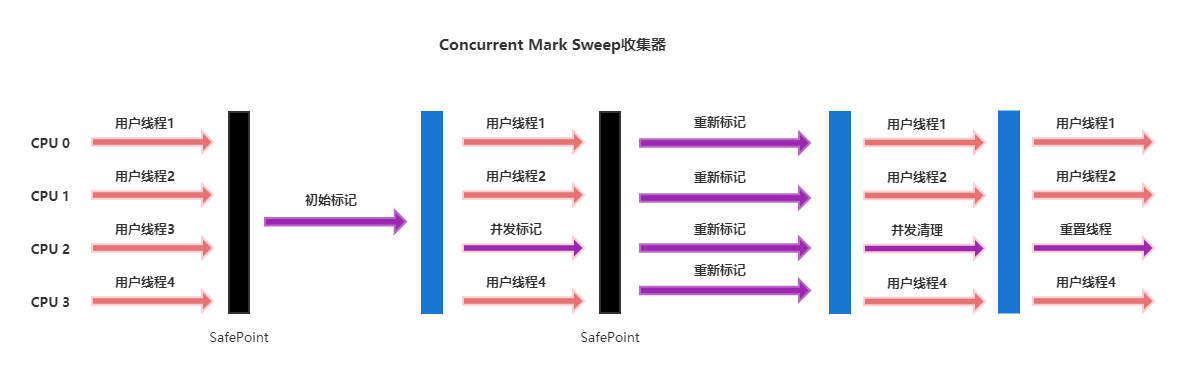 Concurrent Mark Sweep收集器
用户线程1 用户线程1 重新标记 用户线程1 用户线程1
CPU 0
用户线程2 用户线程2 重新标记 用户线程2 用户线程2
CPU 1
初始标记
用户线程3 并发标记 重新标记 并发清理 重置线程
CPU 2
重新标记
用户线程4 用户线程4 用户线程4 用户线程4
CPU 3
SafePoint SafePoint